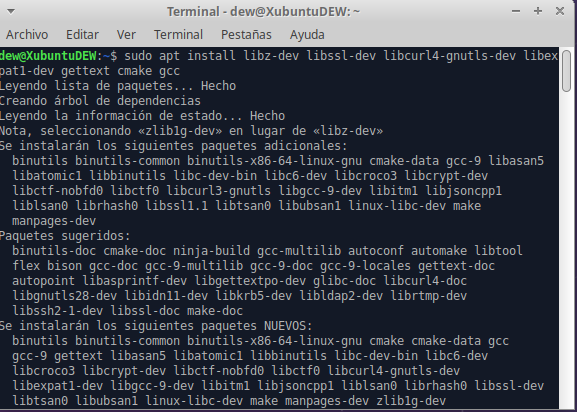 Terminal - dew@XubuntuDEW: ~
Archivo Editar Ver Terminal Pestañas Ayuda
dew@XubuntuDEW:~$ sudo apt install libz-dev libssl-dev libcurl4-gnutls-dev libex
pat1-dev gettext cmake gcc
Leyendo lista de paquetes... Hecho
Creando árbol de dependencias
Leyendo la información de estado... Hecho
Nota, seleccionando «zlib1g-dev» en lugar de «libz-dev»
Se instalarán los siguientes paquetes adicionales:
binutils binutils-common binutils-x86-64-linux-gnu cmake-data gcc-9 libasan5
libatomic1 libbinutils libc-dev-bin libc6-dev libcroco3 libcrypt-dev
libctf-nobfd0 libctf0 libcurl3-gnutls libgcc-9-dev libitm1 libjsoncpp1
liblsan0 librhash0 libssl1.1 libtsan0 libubsan1 linux-libc-dev make
manpages-dev
Paquetes sugeridos:
binutils-doc cmake-doc ninja-build gcc-multilib autoconf automake libtool
flex bison gcc-doc gcc-9-multilib gcc-9-doc gcc-9-locales gettext-doc
autopoint libasprintf-dev libgettextpo-dev glibc-doc libcurl4-doc
libgnutls28-dev libidn11-dev libkrb5-dev libldap2-dev librtmp-dev
libssh2-1-dev libssl-doc make-doc
Se instalarán los siguientes paquetes NUEVOS:
binutils binutils-common binutils-x86-64-linux-gnu cmake cmake-data gcc
gcc-9 gettext libasan5 libatomic1 libbinutils libc-dev-bin libc6-dev
libcroco3 libcrypt-dev libctf-nobfd0 libctf0 libcurl4-gnutls-dev
libexpat1-dev libgcc-9-dev libitm1 libjsoncpp1 liblsan0 librhash0 libssl-dev
libtsan0 libubsan1 linux-libc-dev make manpages-dev zlib1g-dev